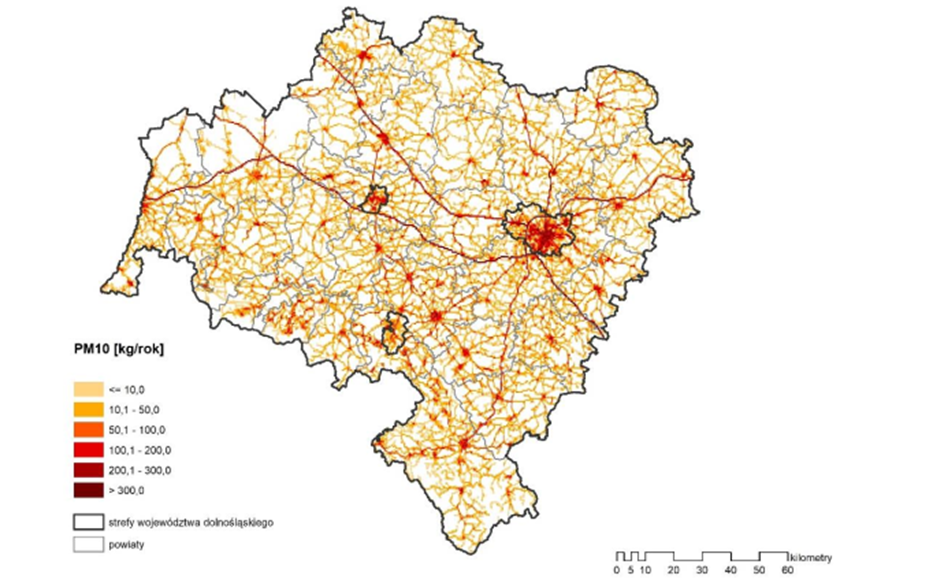 PM10 [kg/rok]
<= 10,0
10,1 - 50,0
50,1 - 100,0
100,1 - 200,0
200,1 - 300,0
> 300,0
strefy województwa dolnośląskiego
powiaty
kilometry
0 5 10 20 30 40 50 60